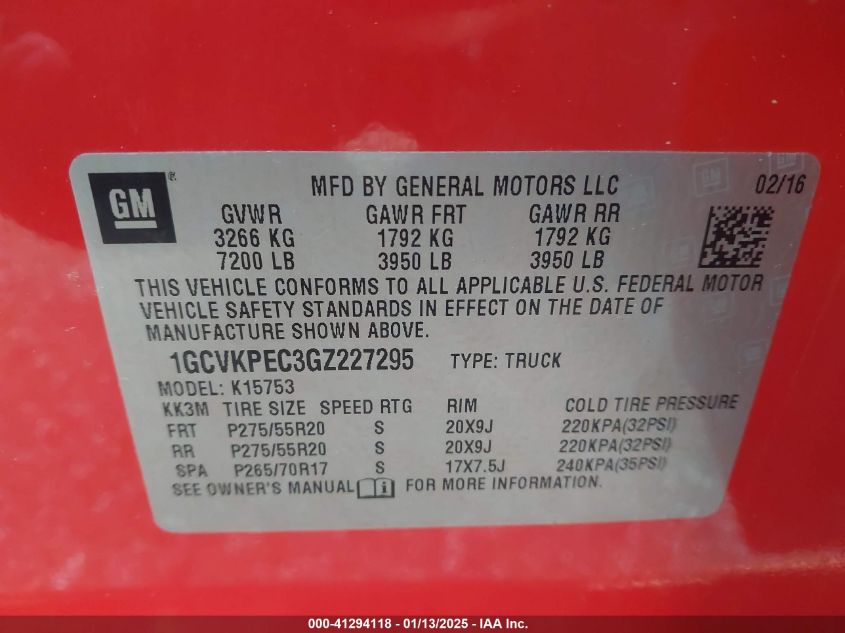 GM®
MFD BY GENERAL MOTORS LLC 02/16
GVWR GAWR FRT GAWR RR
3266 KG 1792 KG 1792 KG
7200 LB 3950 LB 3950 LB
THIS VEHICLE CONFORMS TO ALL APPLICABLE U.S. FEDERAL MOTOR
VEHICLE SAFETY STANDARDS IN EFFECT ON THE DATE OF
MANUFACTURE SHOWN ABOVE.
1GCVKPEC3GZ227295 TYPE: TRUCK
MODEL: K15753
KK3M TIRE SIZE SPEED RTG RIM COLD TIRE PRESSURE
FRT P275/55R20 S 20X9J 220KPA(32PSI)
RR P275/55R20 S 20X9J 220KPA(32PSI)
SPA P265/70R17 S 17X7.5J 240KPA(35PSI)
SEE OWNER'S MANUAL i FOR MORE INFORMATION.
000-41294118 - 01/13/2025 - IAA Inc.